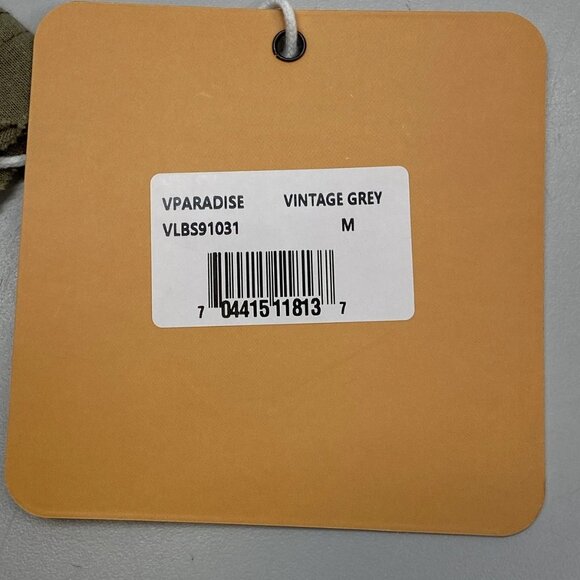 VPARADISE VINTAGE GREY
VLBS91031 M
7 04415 11813 7